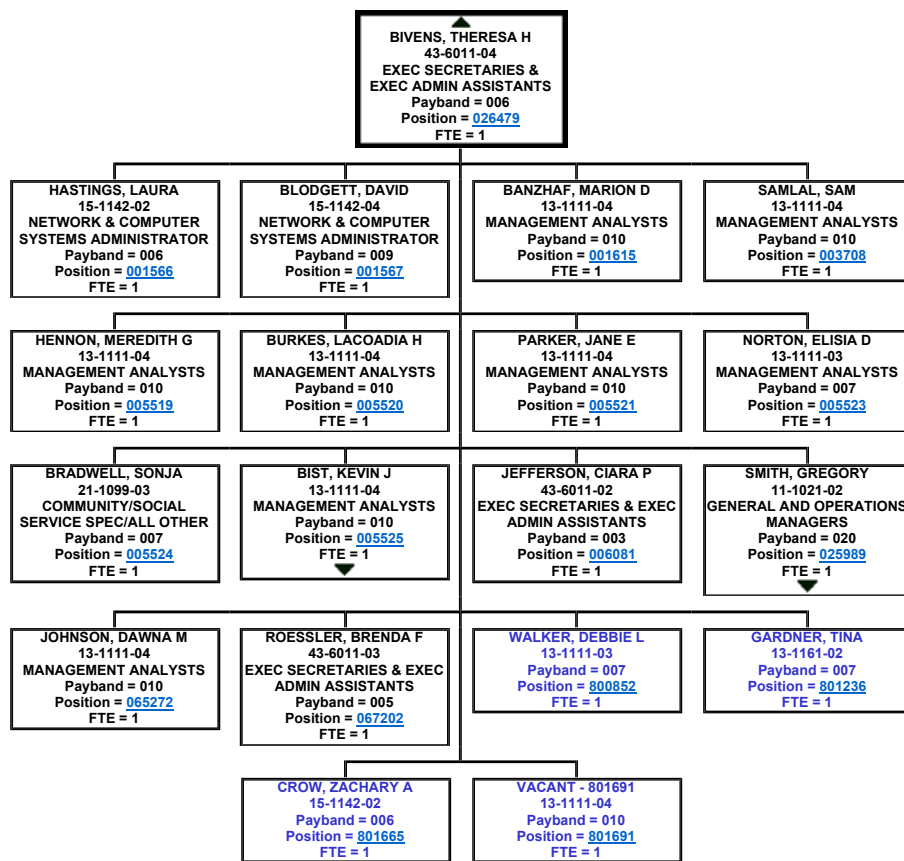 BIVENS, THERESA H
43-6011-04
EXEC SECRETARIES &
EXEC ADMIN ASSISTANTS
Payband = 006
Position = 026479
FTE = 1
HASTINGS, LAURA
15-1142-02
NETWORK & COMPUTER
SYSTEMS ADMINISTRATOR
Payband = 006
Position = 001566
FTE = 1
BLODGETT, DAVID
15-1142-04
NETWORK & COMPUTER
SYSTEMS ADMINISTRATOR
Payband = 009
Position = 001567
FTE = 1
BANZHAF, MARION D
13-1111-04
MANAGEMENT ANALYSTS
Payband = 010
Position = 001615
FTE = 1
SAMLAL, SAM
13-1111-04
MANAGEMENT ANALYSTS
Payband = 010
Position = 003708
FTE = 1
HENNON, MEREDITH G
13-1111-04
MANAGEMENT ANALYSTS
Payband = 010
Position = 005519
FTE = 1
BURKES, LACOADIA H
13-1111-04
MANAGEMENT ANALYSTS
Payband = 010
Position = 005520
FTE = 1
PARKER, JANE E
13-1111-04
MANAGEMENT ANALYSTS
Payband = 010
Position = 005521
FTE = 1
NORTON, ELISIA D
13-1111-03
MANAGEMENT ANALYSTS
Payband = 007
Position = 005523
FTE = 1
BRADWELL, SONJA
21-1099-03
COMMUNITY/SOCIAL
SERVICE SPEC/ALL OTHER
Payband = 007
Position = 005524
FTE = 1
BIST, KEVIN J
13-1111-04
MANAGEMENT ANALYSTS
Payband = 010
Position = 005525
FTE = 1
JEFFERSON, CIARA P
43-6011-02
EXEC SECRETARIES & EXEC
ADMIN ASSISTANTS
Payband = 003
Position = 006081
FTE = 1
SMITH, GREGORY
11-1021-02
GENERAL AND OPERATIONS
MANAGERS
Payband = 020
Position = 025989
FTE = 1
JOHNSON, DAWNA M
13-1111-04
MANAGEMENT ANALYSTS
Payband = 010
Position = 065272
FTE = 1
ROESSLER, BRENDA F
43-6011-03
EXEC SECRETARIES & EXEC
ADMIN ASSISTANTS
Payband = 005
Position = 067202
FTE = 1
WALKER, DEBBIE L
13-1111-03
Payband = 007
Position = 800852
FTE = 1
GARDNER, TINA
13-1161-02
Payband = 007
Position = 801236
FTE = 1
CROW, ZACHARY A
15-1142-02
Payband = 006
Position = 801665
FTE = 1
VACANT - 801691
13-1111-04
Payband = 010
Position = 801691
FTE = 1